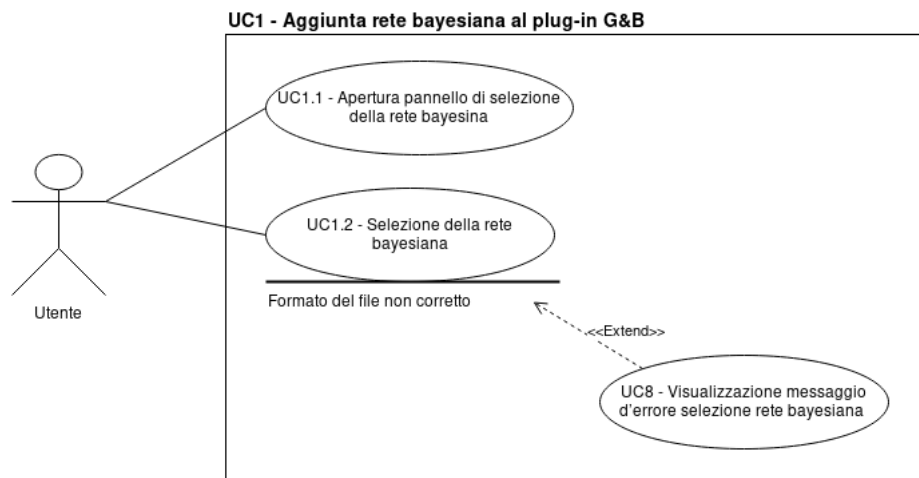 UC1 - Aggiunta rete bayesiana al plug-in G&B
UC1.1 - Apertura pannello di selezione
della rete bayesina
UC1.2 - Selezione della rete
bayesiana
Formato del file non corretto
Utente
<<Extend>>
UC8 - Visualizzazione messaggio
d'errore selezione rete bayesiana